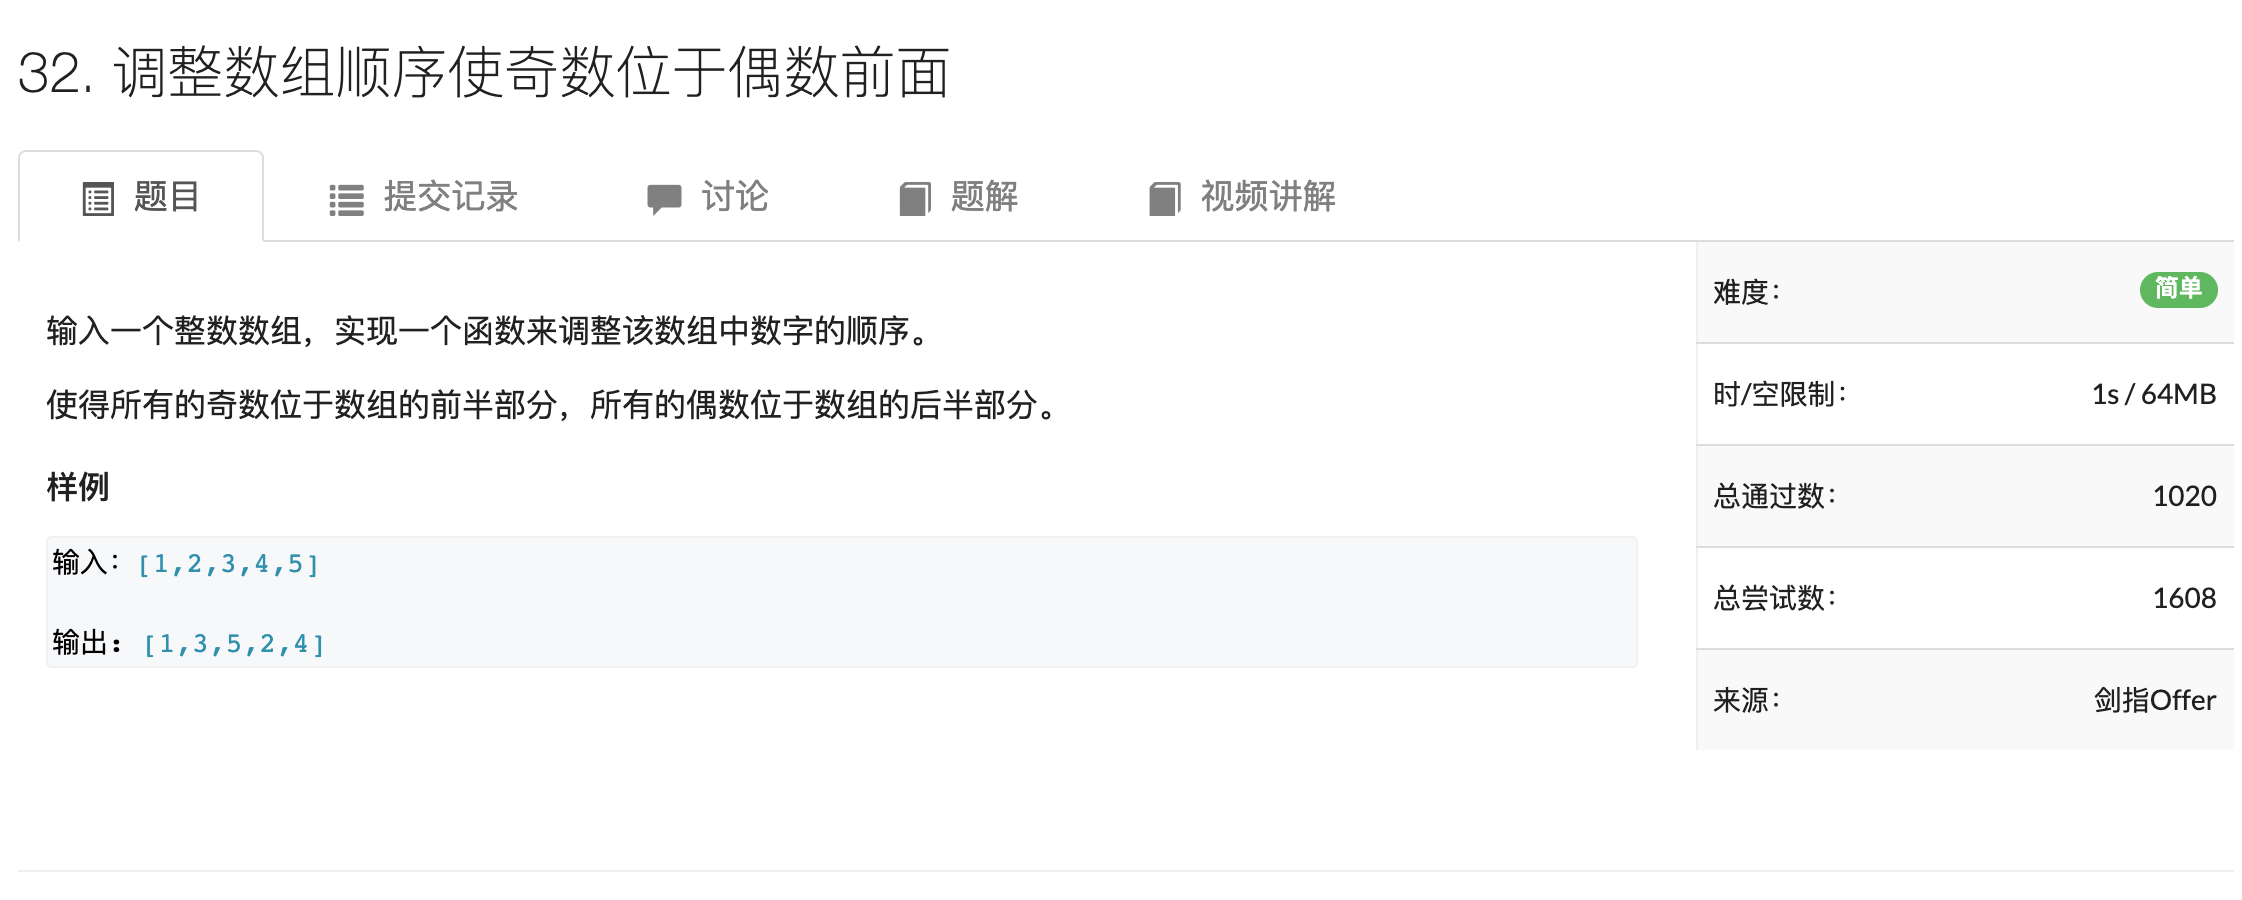 32. 调整数组顺序使奇数位于偶数前面
题目 提交记录 讨论 题解 视频讲解
输入一个整数数组，实现一个函数来调整该数组中数字的顺序。
使得所有的奇数位于数组的前半部分，所有的偶数位于数组的后半部分。
样例
输入：[1,2,3,4,5]
输出：[1,3,5,2,4]
难度： 简单
时/空限制： 1s / 64MB
总通过数： 1020
总尝试数： 1608
来源： 剑指Offer